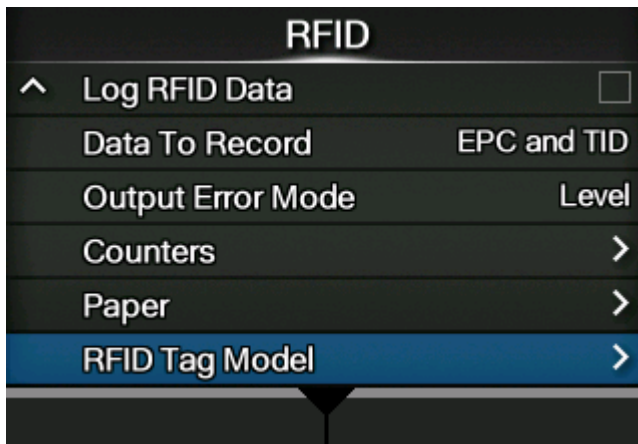 RFID
Log RFID Data
Data To Record EPC and TID
Output Error Mode Level
Counters
Paper
RFID Tag Model